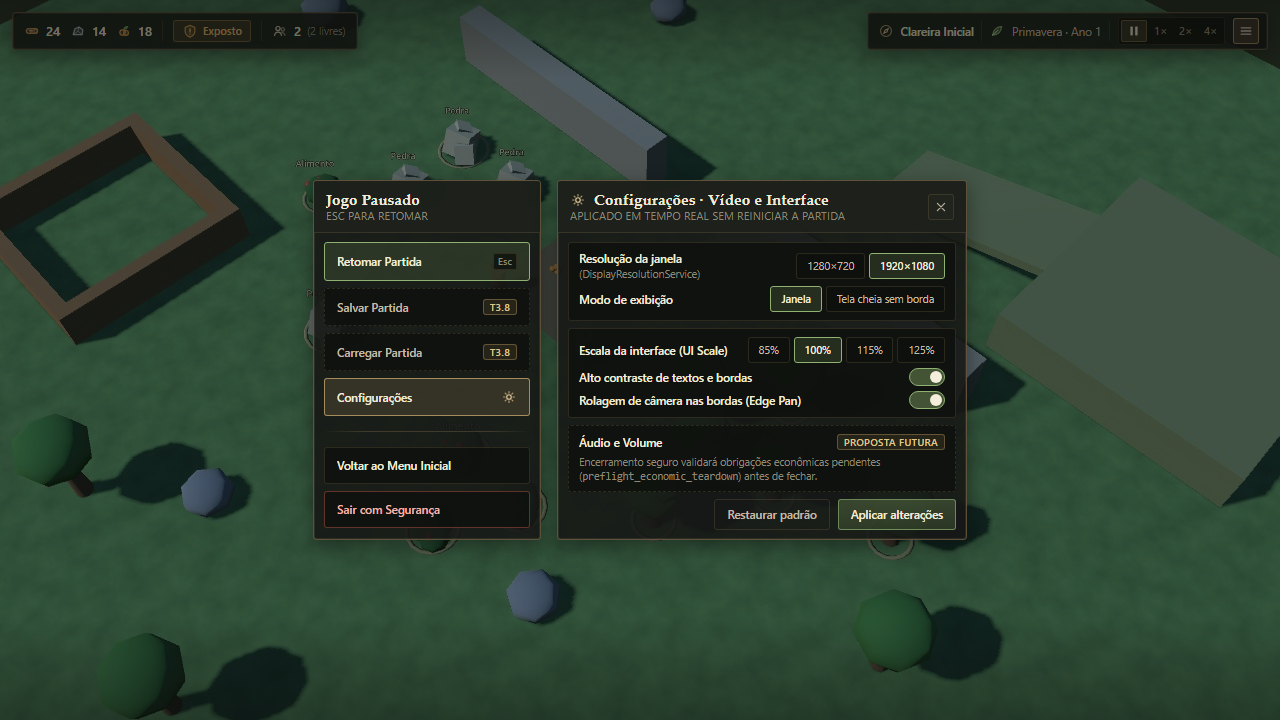 24 14 18 Exposto 2 (2 livres)
Clareira Inicial Primavera · Ano 1 1× 2× 4×
Pedra
Pedra
Pedra
Alimento
Jogo Pausado
ESC PARA RETOMAR
Retomar Partida Esc
Salvar Partida T3.8
Carregar Partida T3.8
Configurações
Voltar ao Menu Inicial
Sair com Segurança
Configurações · Vídeo e Interface
APLICADO EM TEMPO REAL SEM REINICIAR A PARTIDA
Resolução da janela
(DisplayResolutionService)
1280×720 1920×1080
Modo de exibição Janela Tela cheia sem borda
Escala da interface (UI Scale) 85% 100% 115% 125%
Alto contraste de textos e bordas
Rolagem de câmera nas bordas (Edge Pan)
Áudio e Volume PROPOSTA FUTURA
Encerramento seguro validará obrigações econômicas pendentes
(preflight_economic_teardown) antes de fechar.
Restaurar padrão Aplicar alterações